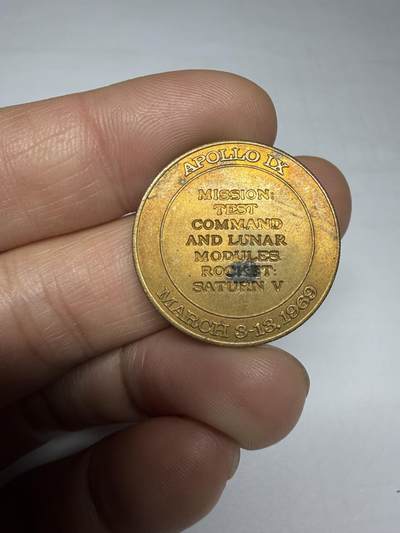 APOLLO IX
MISSION:
TEST
COMMAND
AND LUNAR
MODULES
ROCKET:
SATURN V
MARCH 3-13, 1969